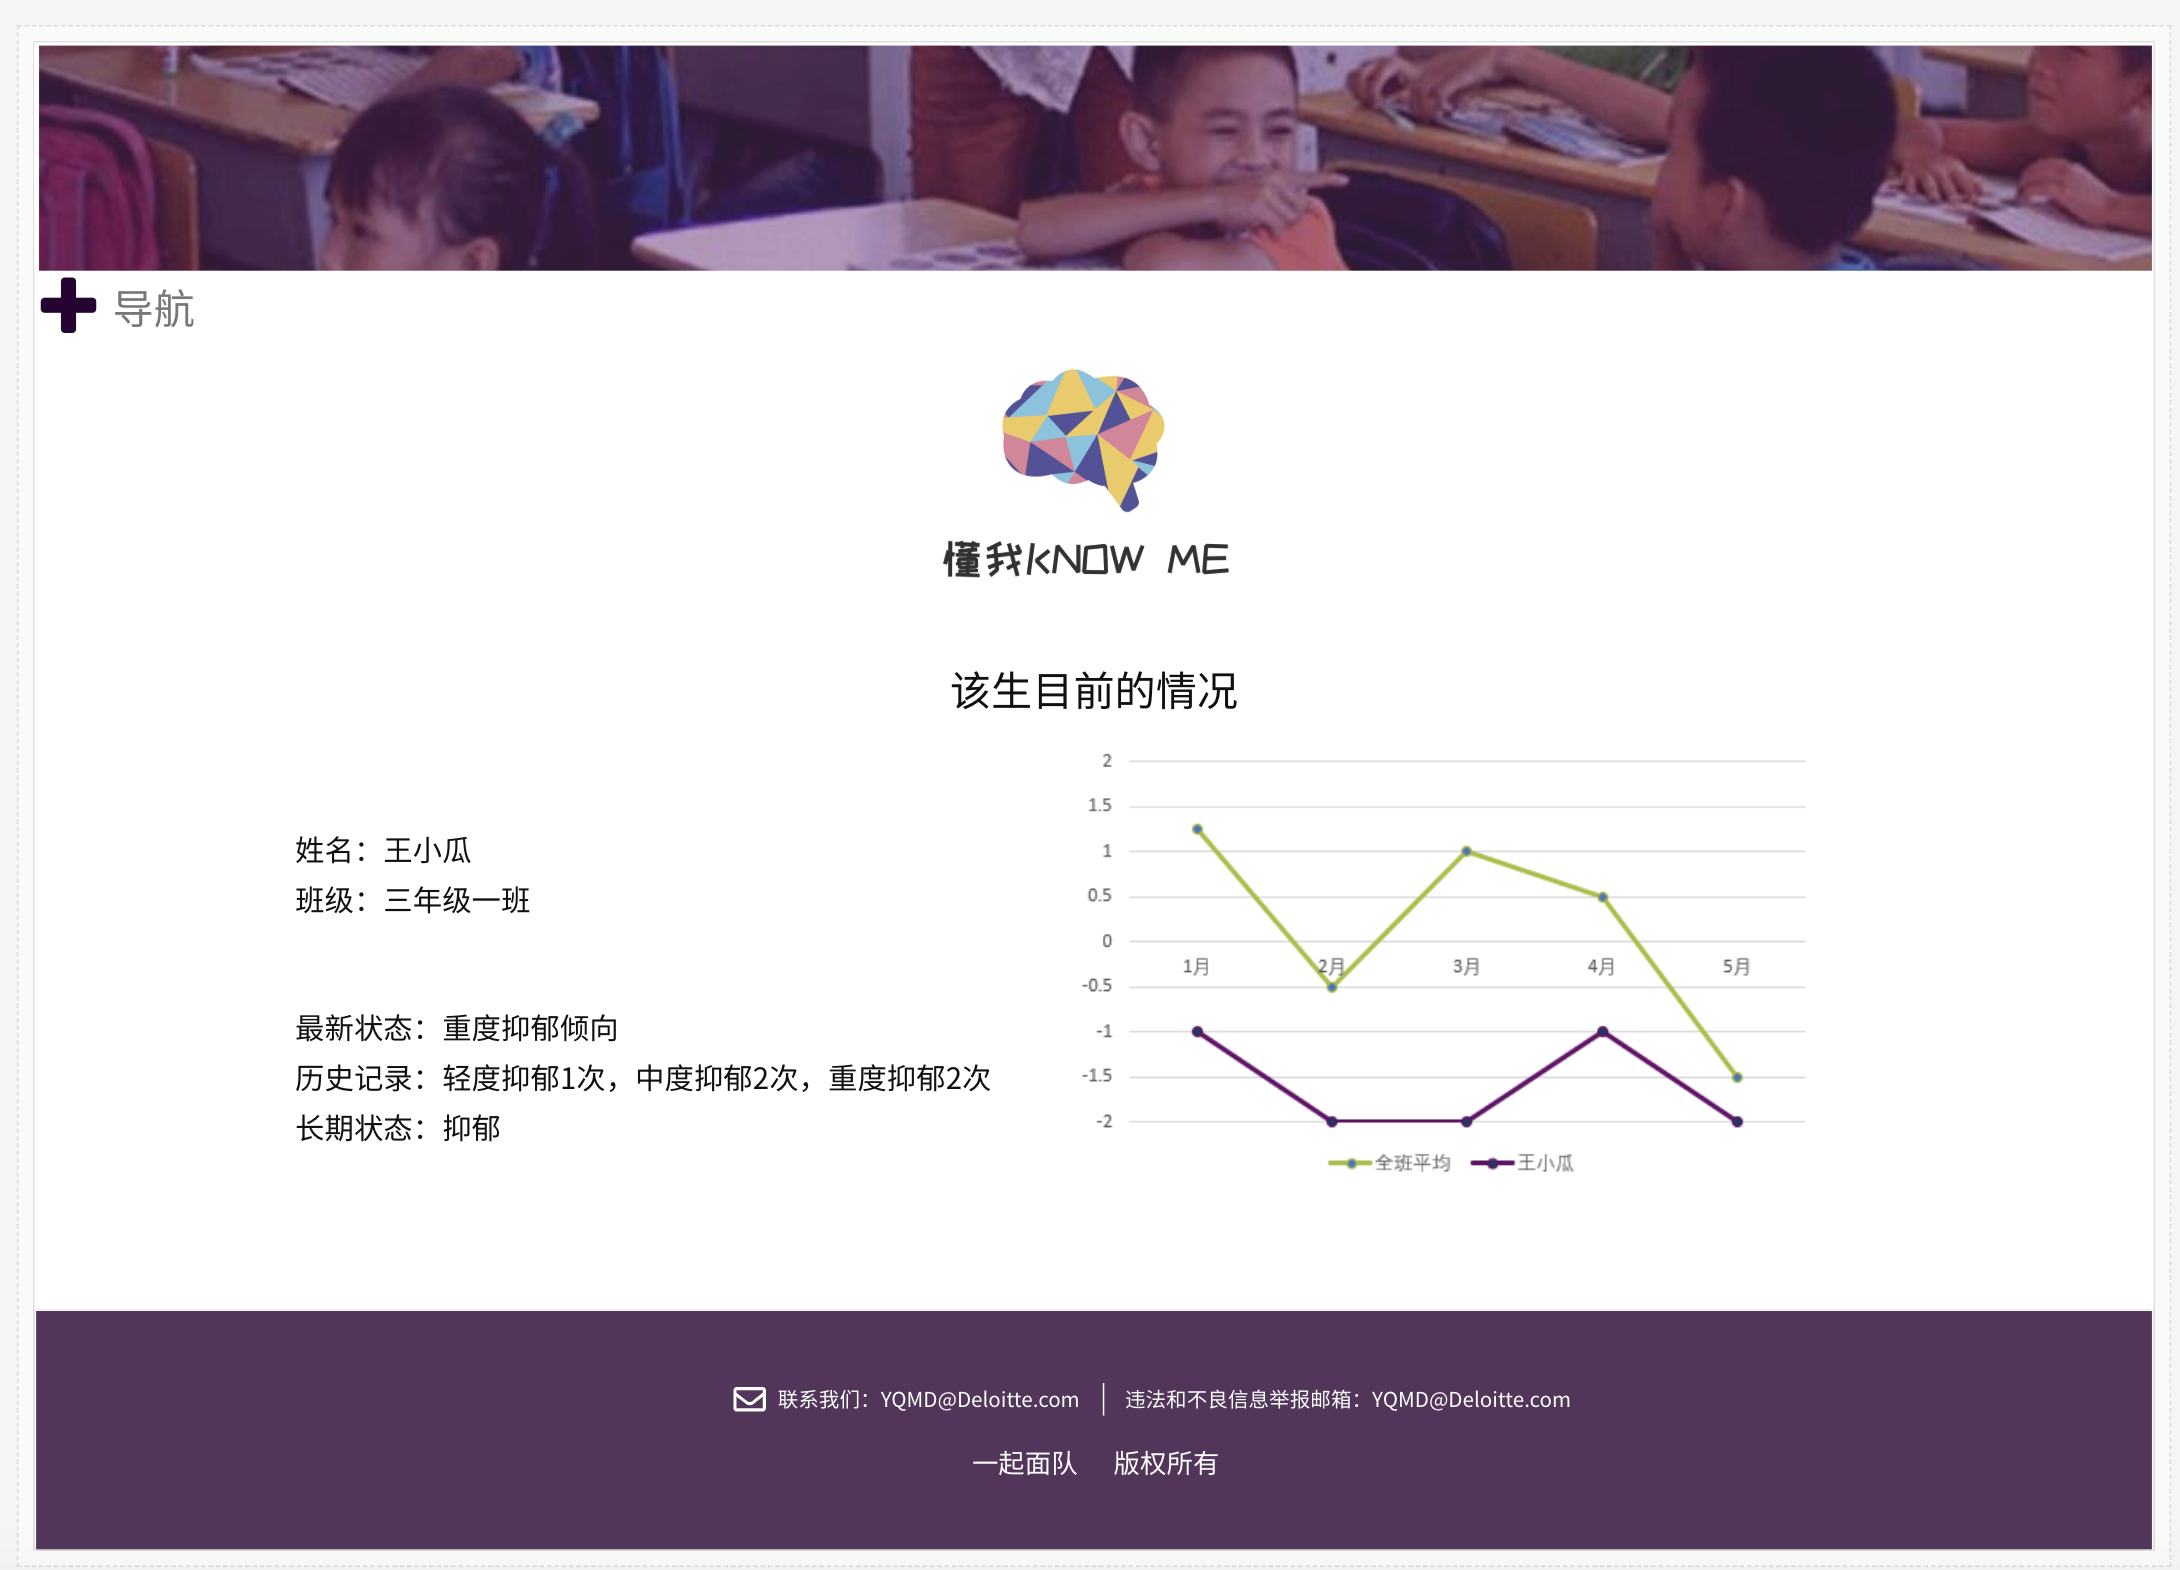 导航
懂我KNOW ME
该生目前的情况
姓名：王小瓜
班级：三年级一班
最新状态：重度抑郁倾向
历史记录：轻度抑郁1次，中度抑郁2次，重度抑郁2次
长期状态：抑郁
2
1.5
1
0.5
0
1月 2月 3月 4月 5月
-0.5
-1
-1.5
-2
全班平均 王小瓜
联系我们：YQMD@Deloitte.com 违法和不良信息举报邮箱：YQMD@Deloitte.com
一起面队 版权所有